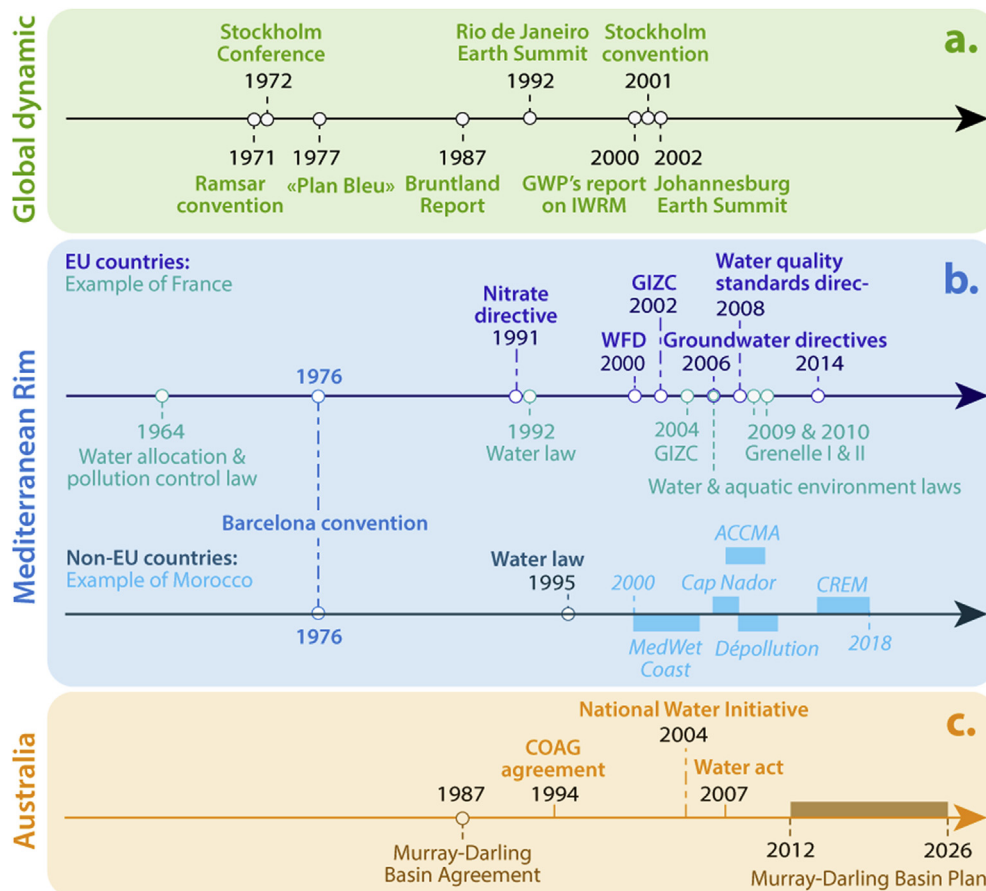 Global dynamic
a.
Stockholm
Conference
1972
Rio de Janeiro
Earth Summit
1992
Stockholm
convention
2001
1971
Ramsar
convention
1977
«Plan Bleu»
1987
Bruntland
Report
2000
GWP's report
on IWRM
2002
Johannesburg
Earth Summit
Mediterranean Rim
b.
EU countries:
Example of France
1976
Nitrate
directive
1991
WFD
2000
GIZC
2002
Water quality
standards direc-
2008
Groundwater directives
2006
2014
1964
Water allocation &
pollution control law
1992
Water law
2004
GIZC
2009 & 2010
Grenelle I & II
Water & aquatic environment laws
Barcelona convention
Non-EU countries:
Example of Morocco
1976
Water law
1995
2000
MedWet
Coast
Cap Nador
ACCMA
Dépollution
CREM
2018
Australia
c.
1987
Murray-Darling
Basin Agreement
COAG
agreement
1994
National Water Initiative
2004
Water act
2007
2012
2026
Murray-Darling Basin Plan